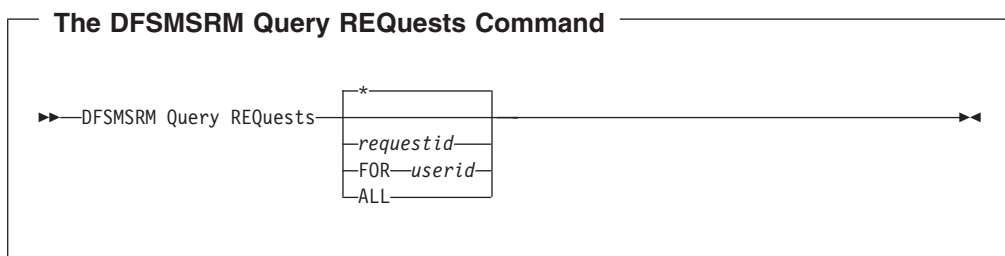 The DFSMSRM Query REQuests Command
*
►►—DFSMSRM Query REQuests—►◄
requestid
FOR—userid
ALL